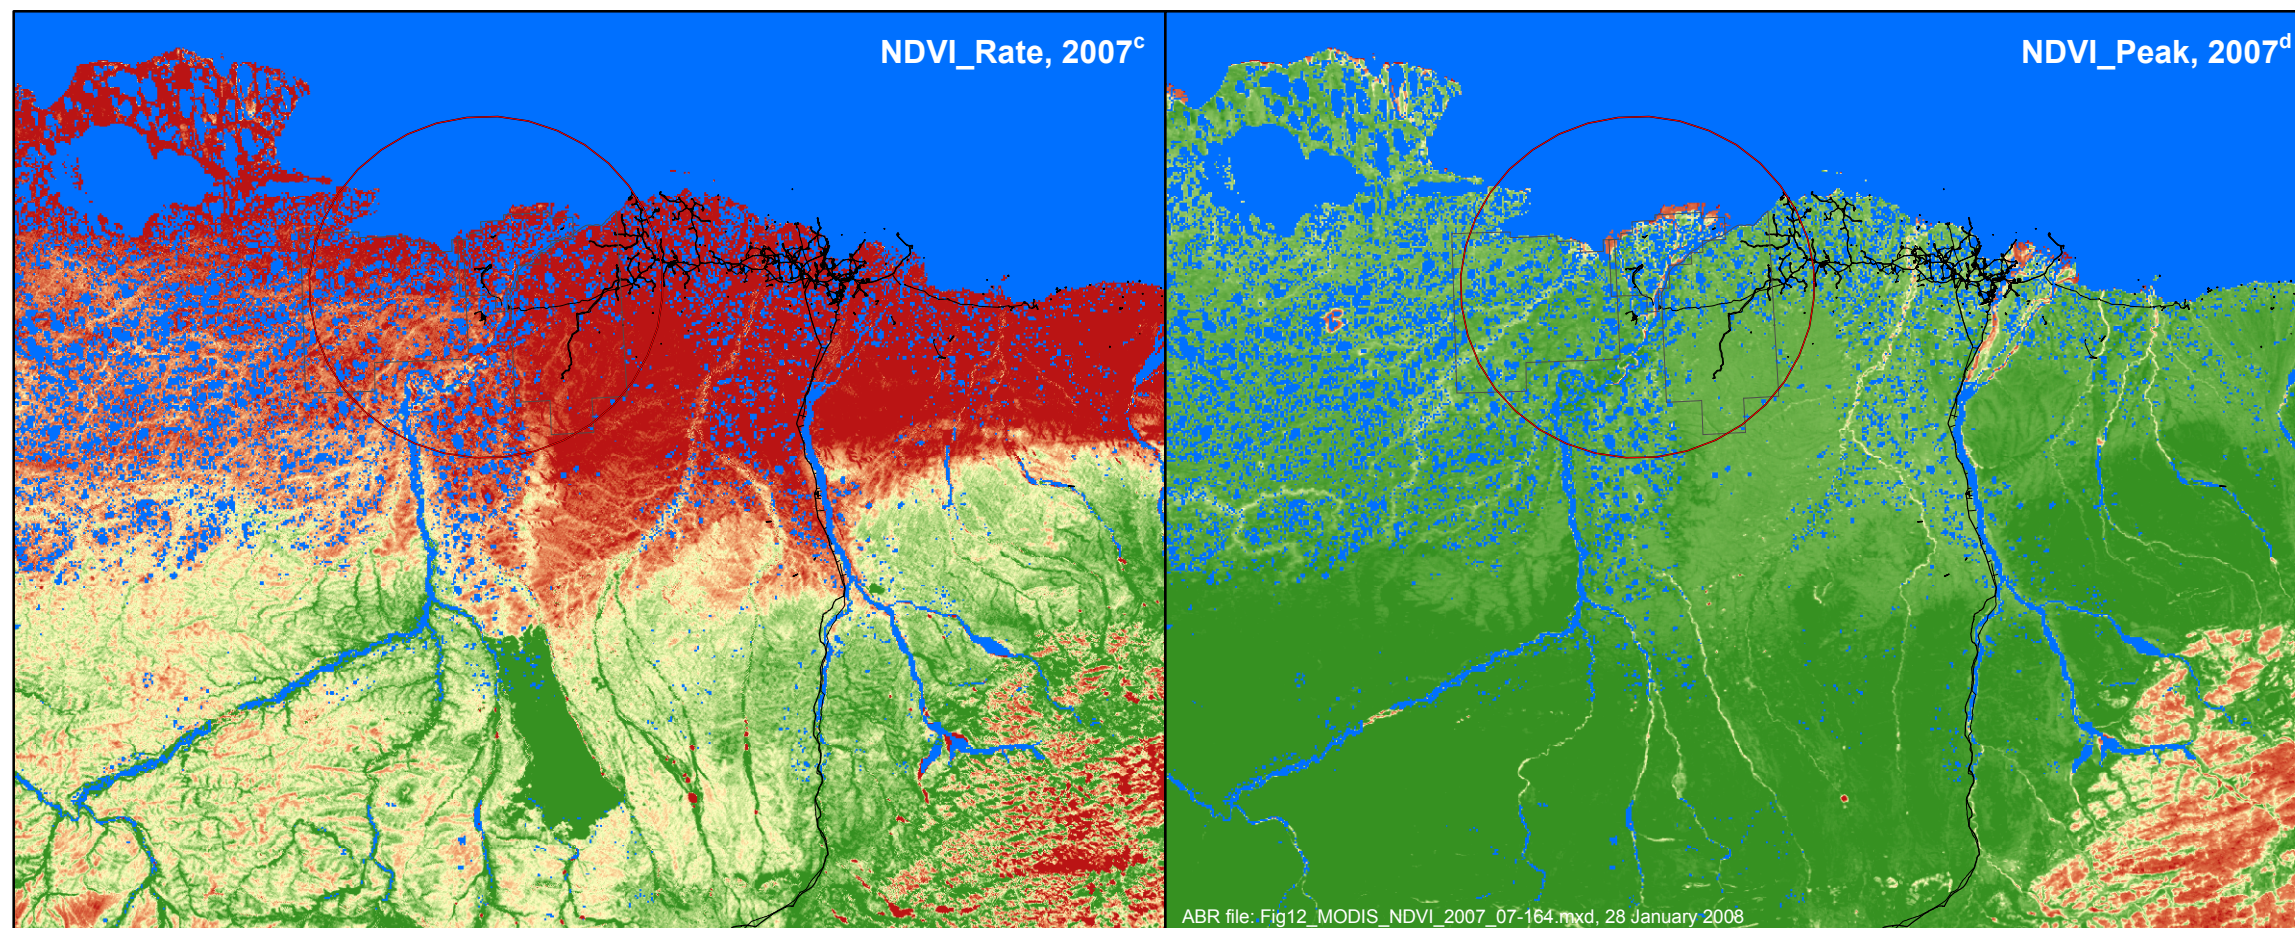 NDVI_Rate, 2007c
NDVI_Peak, 2007d
ABR file: Fig12_MODIS_NDVI_2007_07-164.mxd, 28 January 2008